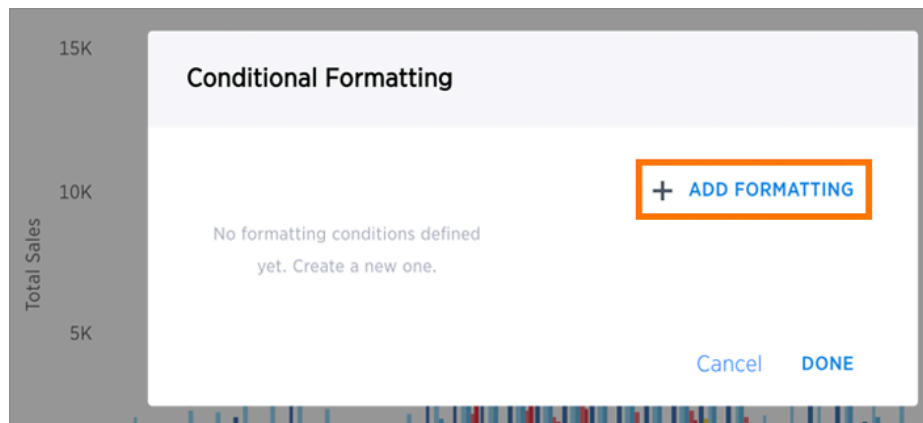 15K
Conditional Formatting
10K
+ ADD FORMATTING
No formatting conditions defined
yet. Create a new one.
Total Sales
5K
Cancel DONE